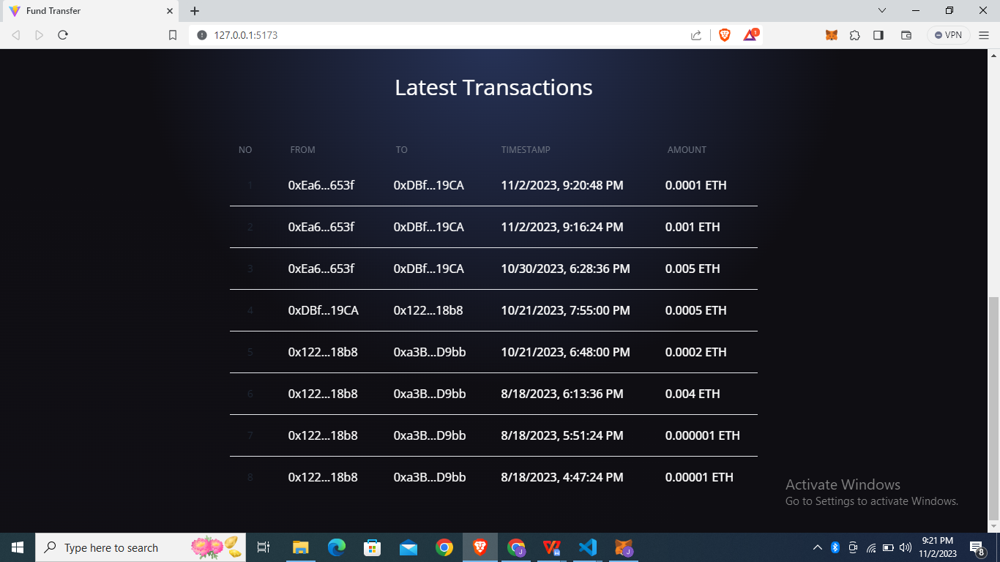 Fund Transfer
127.0.0.1:5173
1
VPN
Latest Transactions
NO FROM TO TIMESTAMP AMOUNT
1 0xEa6...653f 0xDBf...19CA 11/2/2023, 9:20:48 PM 0.0001 ETH
2 0xEa6...653f 0xDBf...19CA 11/2/2023, 9:16:24 PM 0.001 ETH
3 0xEa6...653f 0xDBf...19CA 10/30/2023, 6:28:36 PM 0.005 ETH
4 0xDBf...19CA 0x122...18b8 10/21/2023, 7:55:00 PM 0.0005 ETH
5 0x122...18b8 0xa3B...D9bb 10/21/2023, 6:48:00 PM 0.0002 ETH
6 0x122...18b8 0xa3B...D9bb 8/18/2023, 6:13:36 PM 0.004 ETH
7 0x122...18b8 0xa3B...D9bb 8/18/2023, 5:51:24 PM 0.000001 ETH
8 0x122...18b8 0xa3B...D9bb 8/18/2023, 4:47:24 PM 0.00001 ETH
Activate Windows
Go to Settings to activate Windows.
Type here to search
J
W
J
9:21 PM
11/2/2023
8